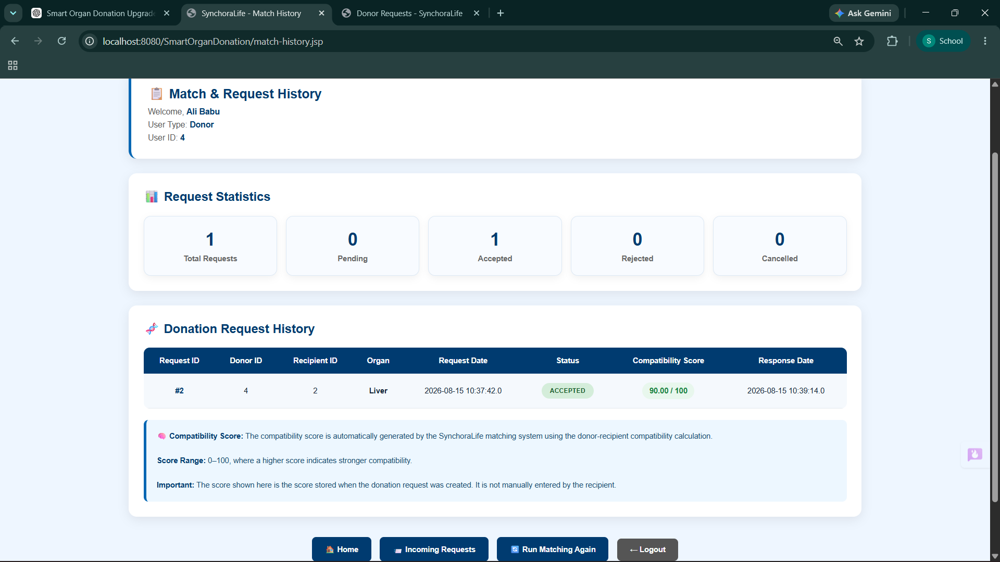 Smart Organ Donation Upgrade
SynchoraLife - Match History
Donor Requests - SynchoraLife
Ask Gemini
localhost:8080/SmartOrganDonation/match-history.jsp
S School
Match & Request History
Welcome, Ali Babu
User Type: Donor
User ID: 4
Request Statistics
1 0 1 0 0
Total Requests Pending Accepted Rejected Cancelled
Donation Request History
Request ID Donor ID Recipient ID Organ Request Date Status Compatibility Score Response Date
#2 4 2 Liver 2026-08-15 10:37:42.0 ACCEPTED 90.00 / 100 2026-08-15 10:39:14.0
Compatibility Score: The compatibility score is automatically generated by the SynchoraLife matching system using the donor-recipient compatibility calculation.
Score Range: 0–100, where a higher score indicates stronger compatibility.
Important: The score shown here is the score stored when the donation request was created. It is not manually entered by the recipient.
Home Incoming Requests Run Matching Again ← Logout